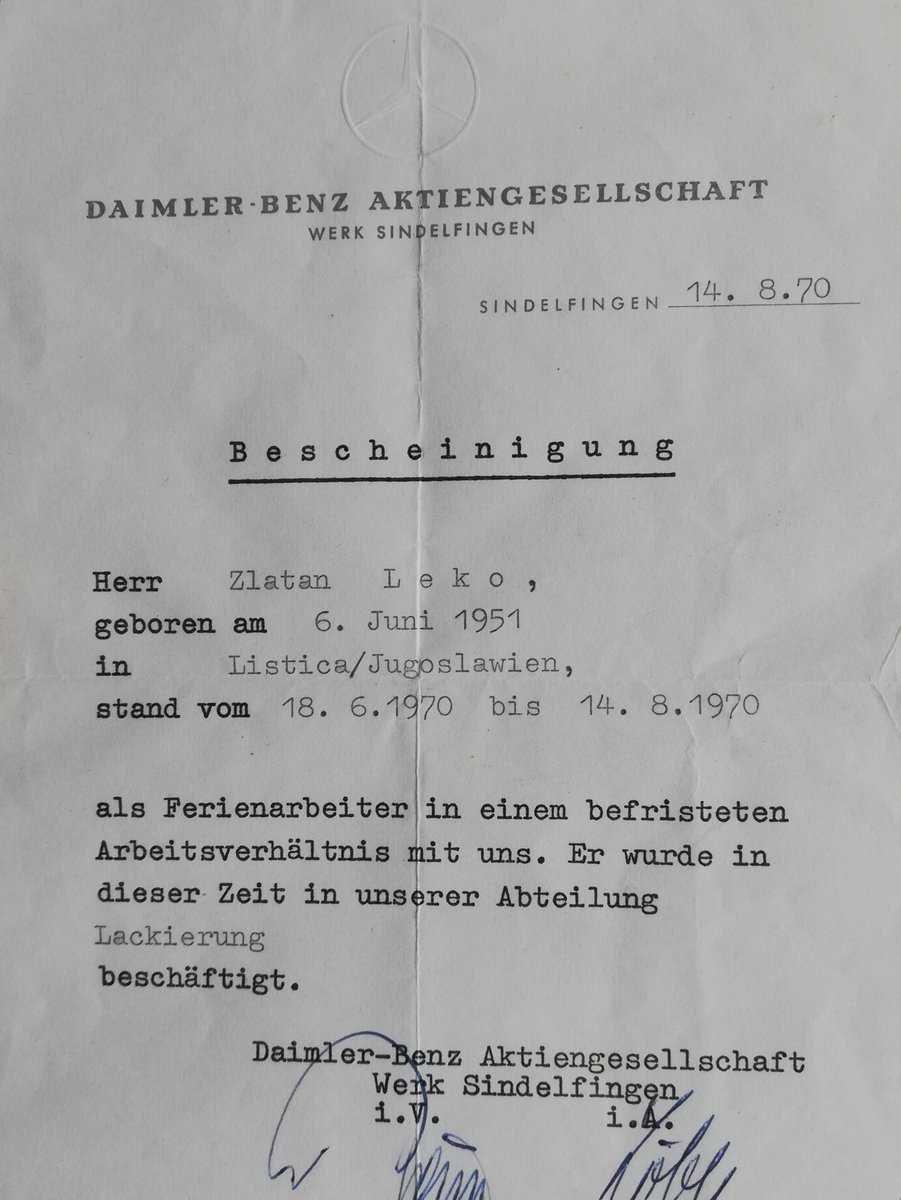 DAIMLER-BENZ AKTIENGESELLSCHAFT
WERK SINDELFINGEN
SINDELFINGEN 14. 8.70
Bescheinigung
Herr Zlatan Leko,
geboren am 6. Juni 1951
in Listica/Jugoslawien,
stand vom 18. 6.1970 bis 14. 8.1970
als Ferienarbeiter in einem befristeten
Arbeitsverhältnis mit uns. Er wurde in
dieser Zeit in unserer Abteilung
Lackierung
beschäftigt.
Daimler-Benz Aktiengesellschaft
Werk Sindelfingen
i.V. i.A.